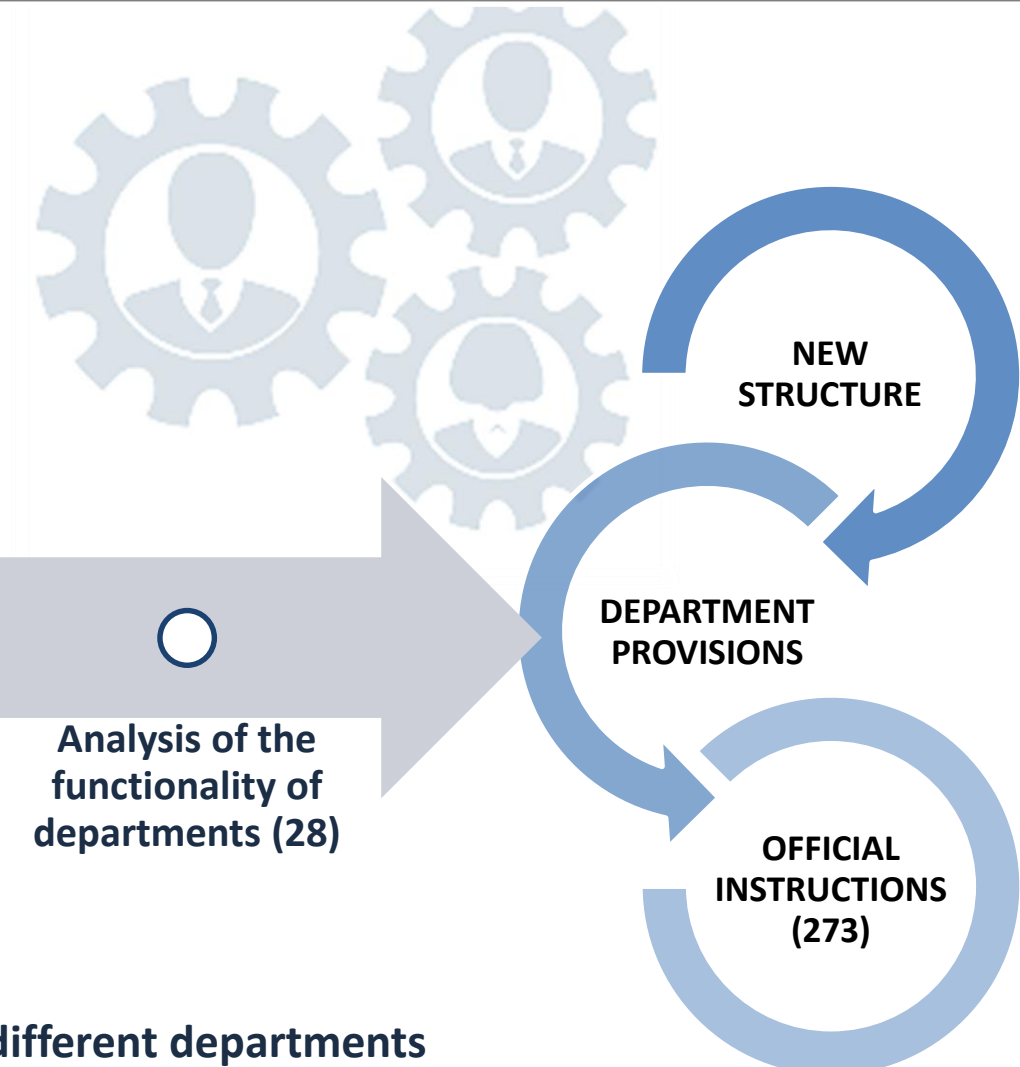 NEW
STRUCTURE
DEPARTMENT
PROVISIONS
Analysis of the
functionality of
departments (28)
OFFICIAL
INSTRUCTIONS
(273)
different departments